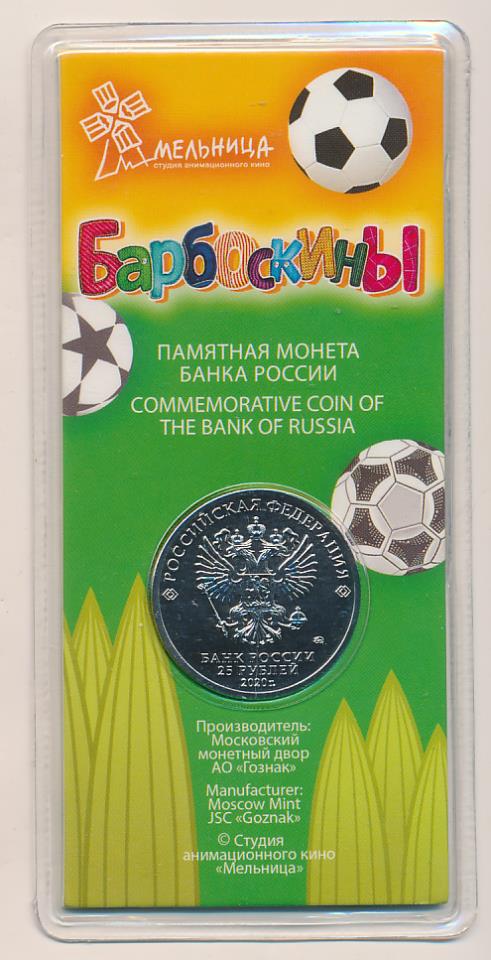 МЕЛЬНИЦА
студия анимационного кино
Барбоскины
ПАМЯТНАЯ МОНЕТА
БАНКА РОССИИ
COMMEMORATIVE COIN OF
THE BANK OF RUSSIA
РОССИЙСКАЯ ФЕДЕРАЦИЯ
БАНК РОССИИ
25 РУБЛЕЙ
2020 г.
Производитель:
Московский
монетный двор
АО «Гознак»
Manufacturer:
Moscow Mint
JSC «Goznak»
© Студия
анимационного кино
«Мельница»